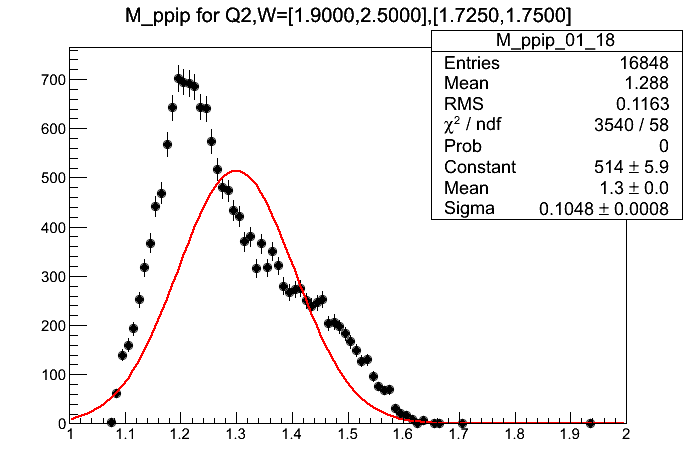 M_ppip for Q2,W=[1.9000,2.5000],[1.7250,1.7500]
M_ppip_01_18
Entries 16848
Mean 1.288
RMS 0.1163
χ² / ndf 3540 / 58
Prob 0
Constant 514 ± 5.9
Mean 1.3 ± 0.0
Sigma 0.1048 ± 0.0008
700
600
500
400
300
200
100
0
1 1.1 1.2 1.3 1.4 1.5 1.6 1.7 1.8 1.9 2